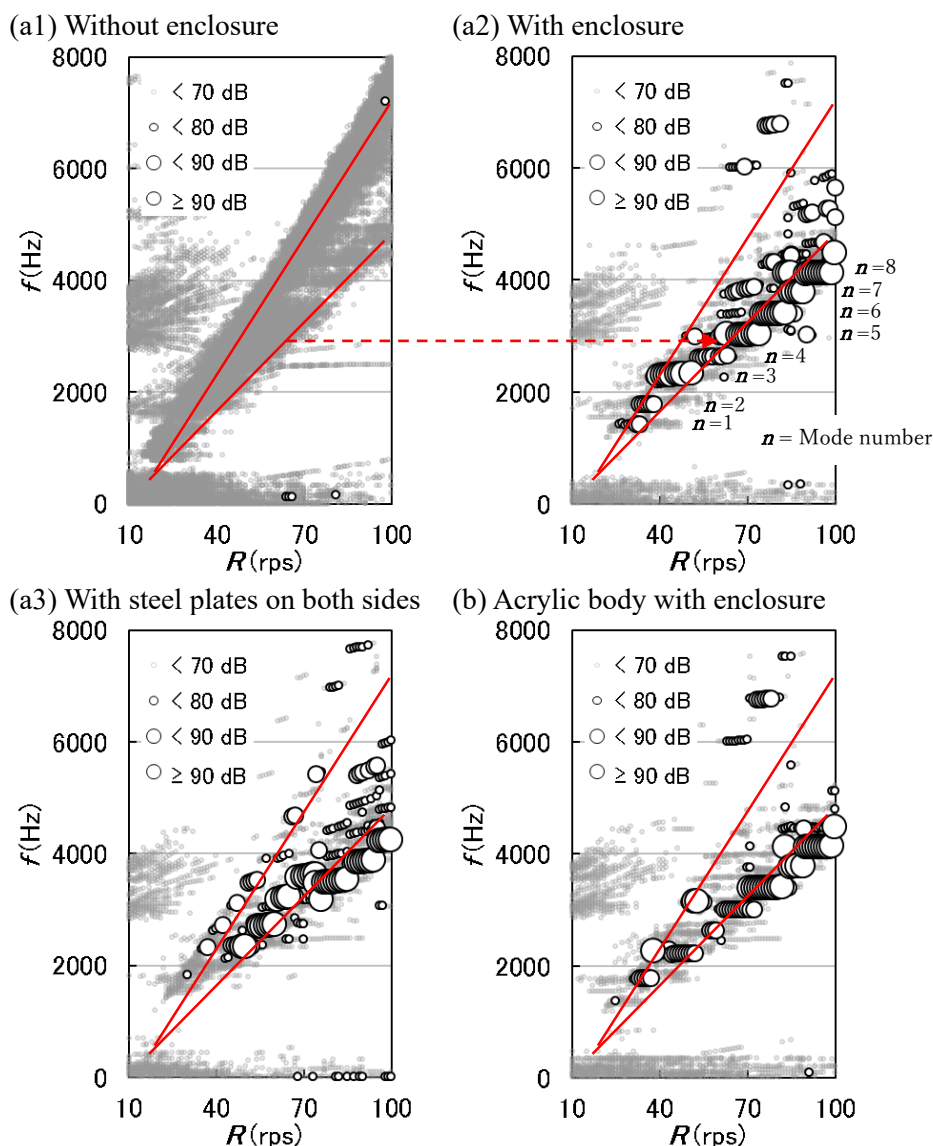 (a1) Without enclosure
(a2) With enclosure
8000
6000
4000
2000
0
f(Hz)
< 70 dB
< 80 dB
< 90 dB
≥ 90 dB
10 40 70 100
R(rps)
8000
6000
4000
2000
0
f(Hz)
< 70 dB
< 80 dB
< 90 dB
≥ 90 dB
n=8
n=7
n=6
n=5
n=4
n=3
n=2
n=1
n = Mode number
10 40 70 100
R(rps)
(a3) With steel plates on both sides
(b) Acrylic body with enclosure
8000
6000
4000
2000
0
f(Hz)
< 70 dB
< 80 dB
< 90 dB
≥ 90 dB
10 40 70 100
R(rps)
8000
6000
4000
2000
0
f(Hz)
< 70 dB
< 80 dB
< 90 dB
≥ 90 dB
10 40 70 100
R(rps)